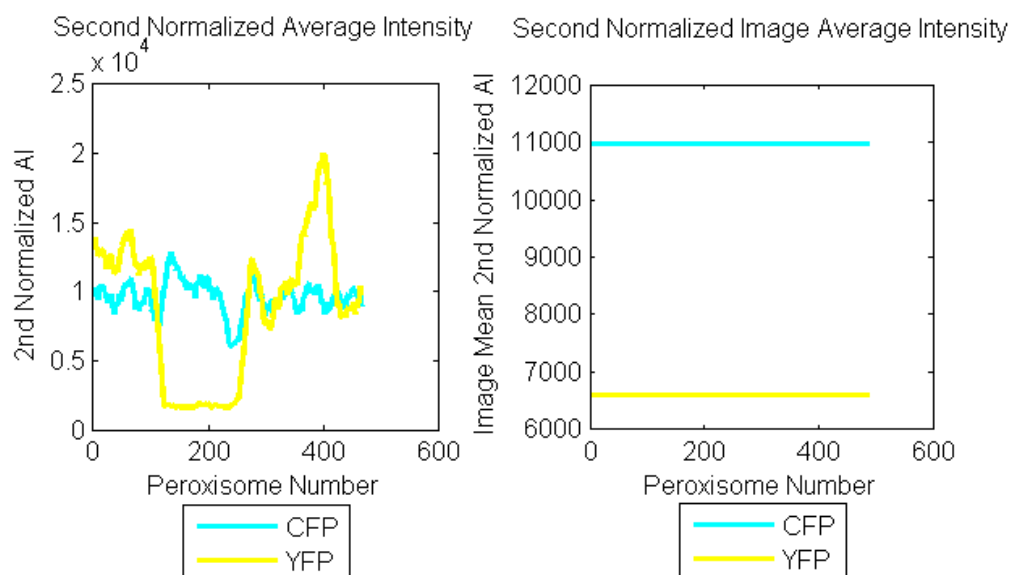 Second Normalized Average Intensity
x 10^4
2.5
2
1.5
1
0.5
0
2nd Normalized AI
0 200 400 600
Peroxisome Number
CFP
YFP
Second Normalized Image Average Intensity
12000
11000
10000
9000
8000
7000
6000
Image Mean 2nd Normalized AI
0 200 400 600
Peroxisome Number
CFP
YFP